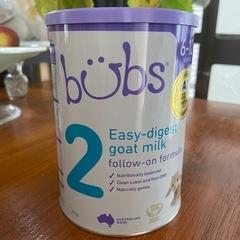 6-
bubs
2
Easy-digest
goat milk
follow-on formula
Nutritionally balanced
Clean Label and Non-GMO
Naturally gentle
AUSTRALIAN
MADE